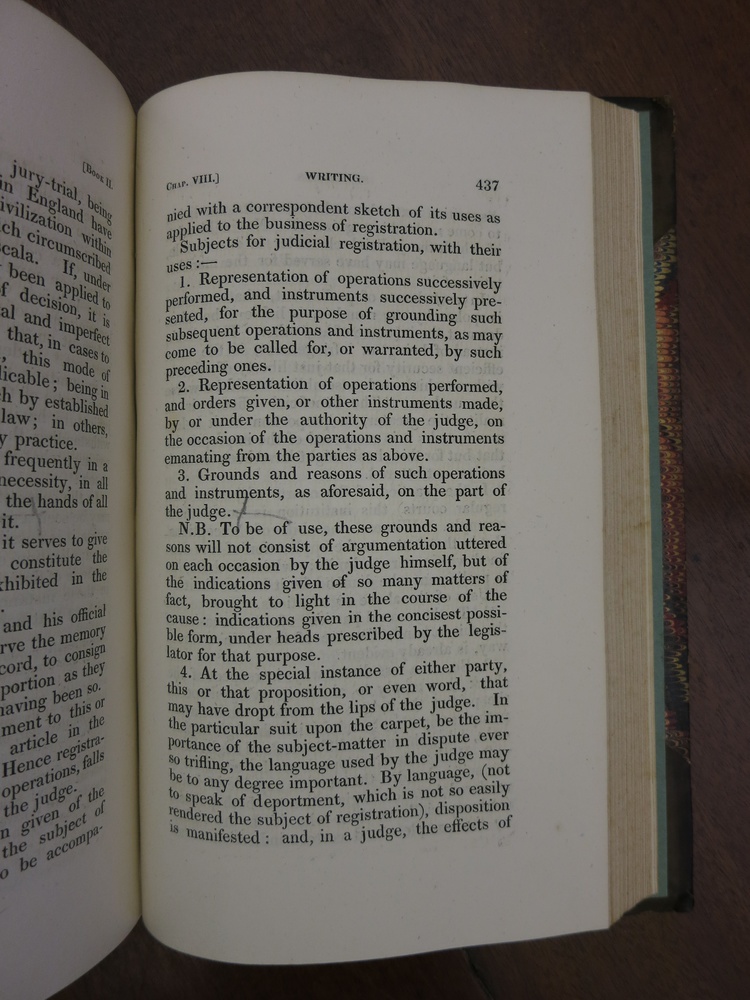 [Book II.
jury-trial, being
in England have
ivilization within
ch circumscribed
cala. If, under
been applied to
f decision, it is
al and imperfect
that, in cases to
, this mode of
licable; being in
h by established
law; in others,
y practice.
frequently in a
necessity, in all
the hands of all
it.
it serves to give
constitute the
xhibited in the
.
and his official
rve the memory
cord, to consign
portion as they
having been so.
ment to this or
article in the
Hence registra-
operations, falls
the judge.
n given of the
the subject of
o be accompa-
Chap. VIII.] WRITING. 437
nied with a correspondent sketch of its uses as
applied to the business of registration.
Subjects for judicial registration, with their
uses :—
1. Representation of operations successively
performed, and instruments successively pre-
sented, for the purpose of grounding such
subsequent operations and instruments, as may
come to be called for, or warranted, by such
preceding ones.
2. Representation of operations performed,
and orders given, or other instruments made,
by or under the authority of the judge, on
the occasion of the operations and instruments
emanating from the parties as above.
3. Grounds and reasons of such operations
and instruments, as aforesaid, on the part of
the judge.
N.B. To be of use, these grounds and rea-
sons will not consist of argumentation uttered
on each occasion by the judge himself, but of
the indications given of so many matters of
fact, brought to light in the course of the
cause : indications given in the concisest possi-
ble form, under heads prescribed by the legis-
lator for that purpose.
4. At the special instance of either party,
this or that proposition, or even word, that
may have dropt from the lips of the judge. In
the particular suit upon the carpet, be the im-
portance of the subject-matter in dispute ever
so trifling, the language used by the judge may
be to any degree important. By language, (not
to speak of deportment, which is not so easily
rendered the subject of registration), disposition
is manifested : and, in a judge, the effects of